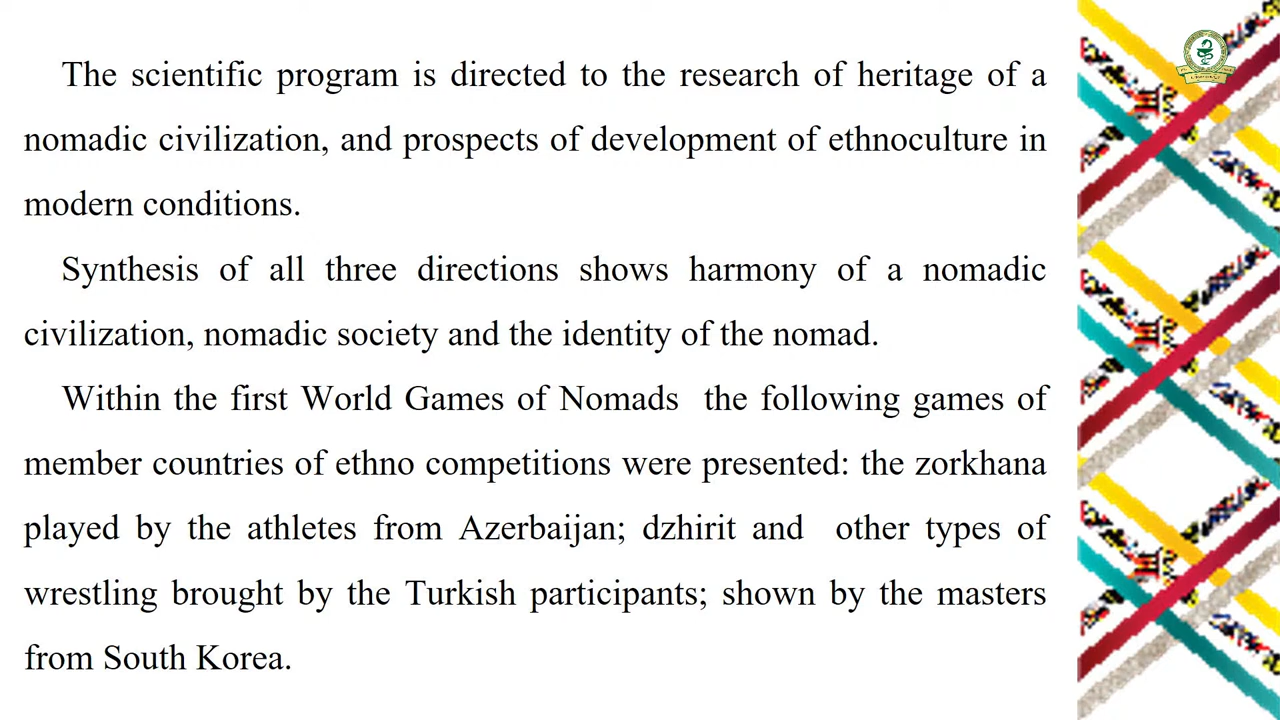 The scientific program is directed to the research of heritage of a
nomadic civilization, and prospects of development of ethnoculture in
modern conditions.
Synthesis of all three directions shows harmony of a nomadic
civilization, nomadic society and the identity of the nomad.
Within the first World Games of Nomads the following games of
member countries of ethno competitions were presented: the zorkhana
played by the athletes from Azerbaijan; dzhirit and other types of
wrestling brought by the Turkish participants; shown by the masters
from South Korea.